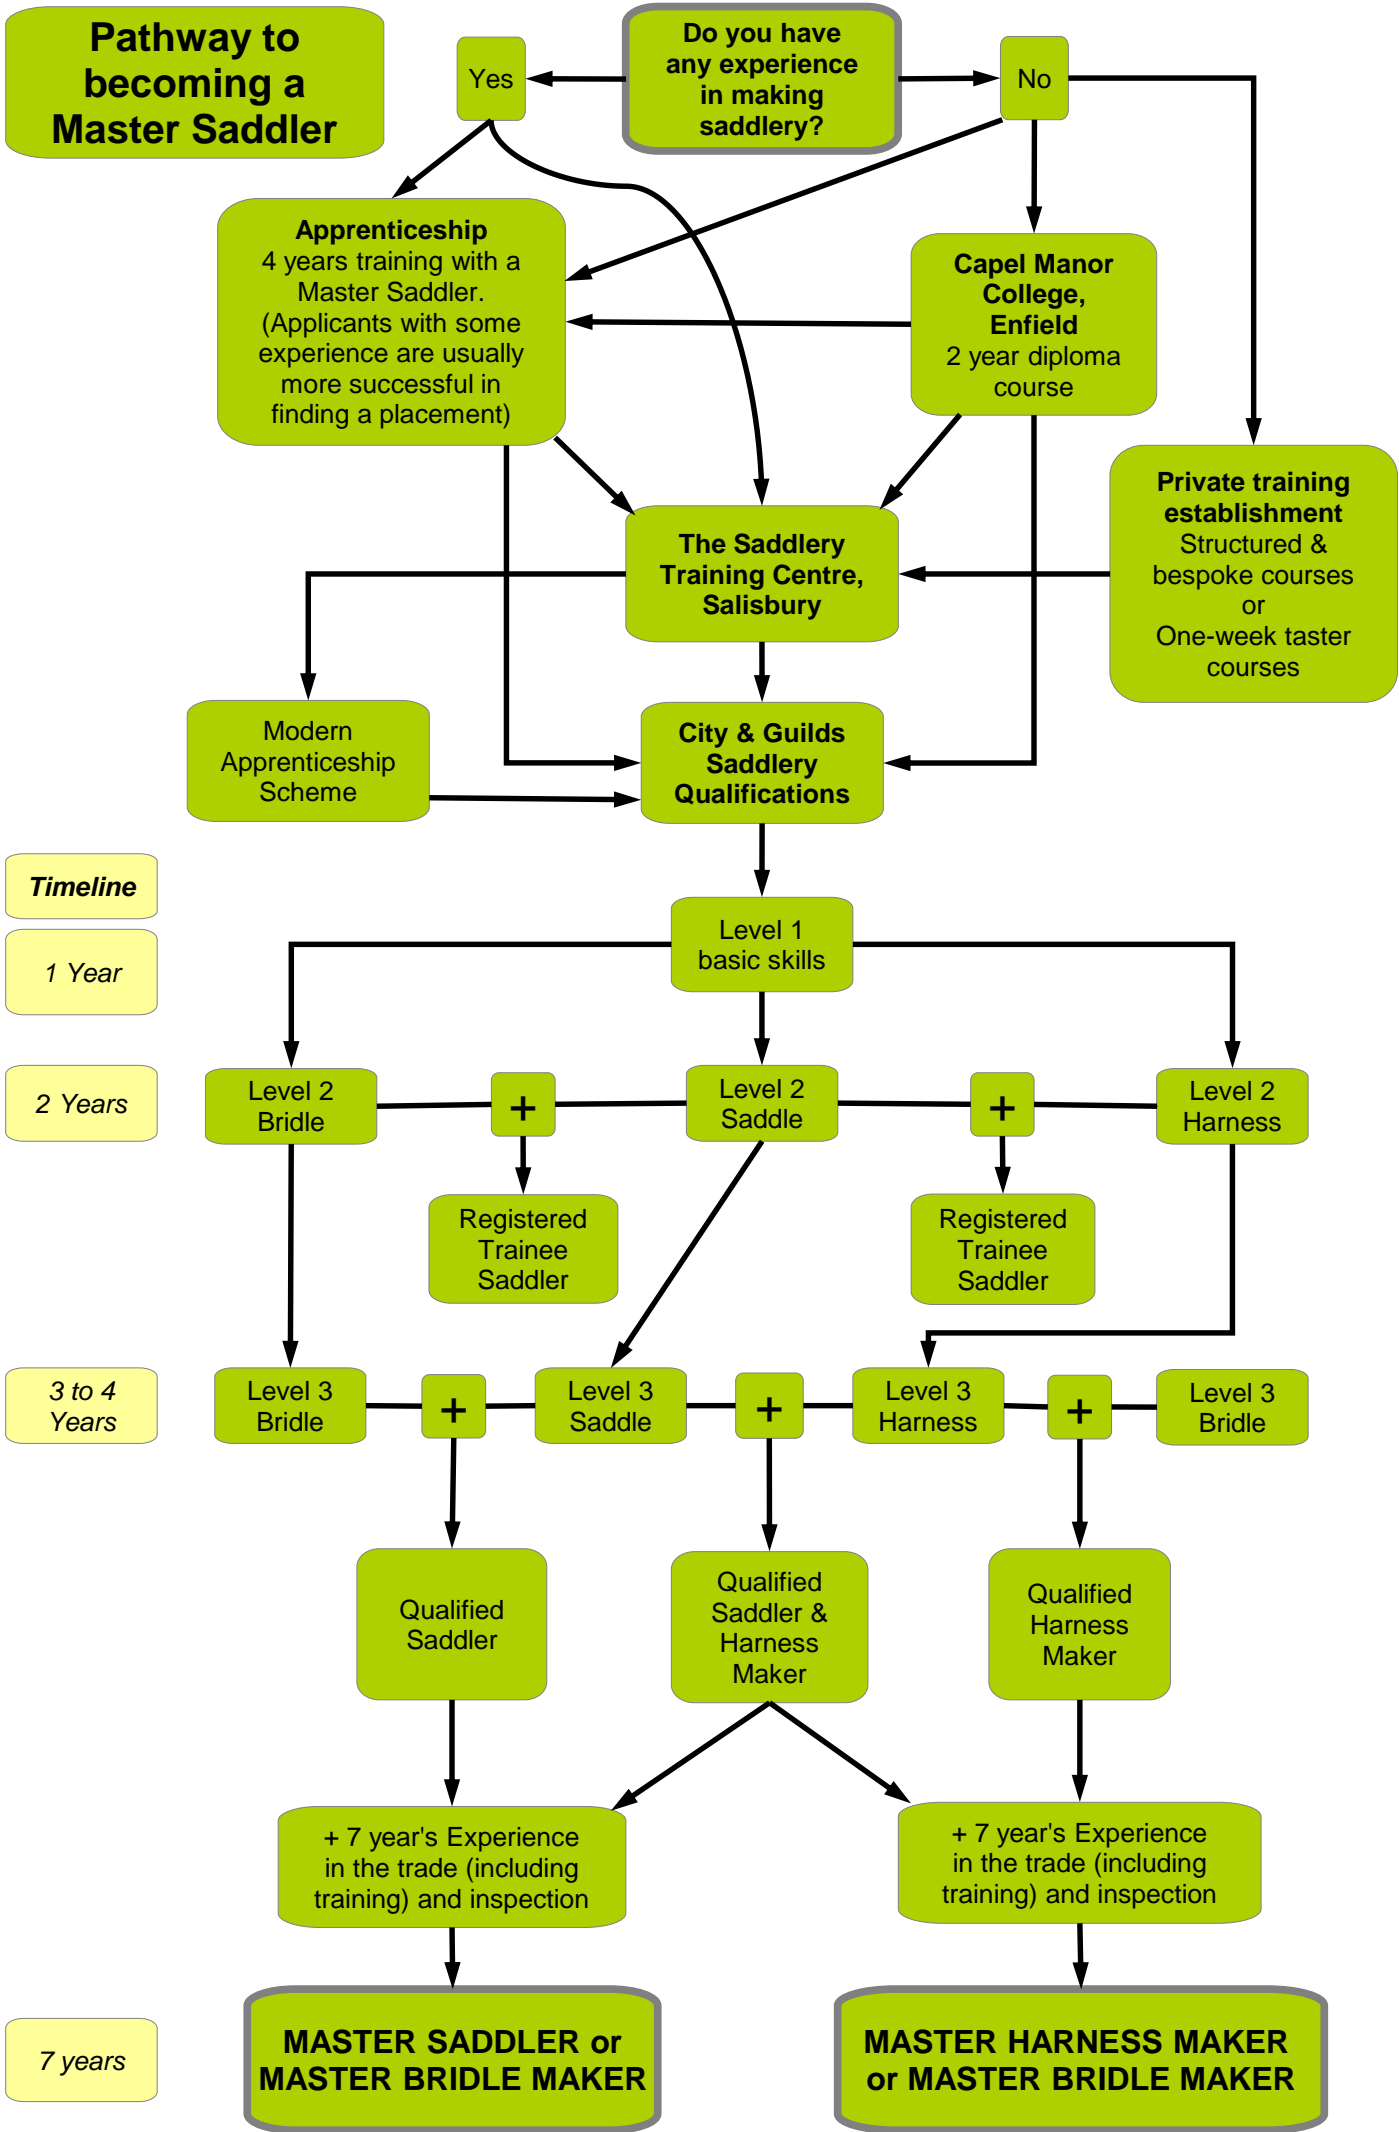 Pathway to
becoming a
Master Saddler
Yes
Do you have
any experience
in making
saddlery?
No
Apprenticeship
4 years training with a
Master Saddler.
(Applicants with some
experience are usually
more successful in
finding a placement)
Capel Manor
College,
Enfield
2 year diploma
course
Private training
establishment
Structured &
bespoke courses
or
One-week taster
courses
The Saddlery
Training Centre,
Salisbury
Modern
Apprenticeship
Scheme
City & Guilds
Saddlery
Qualifications
Timeline
1 Year
Level 1
basic skills
2 Years
Level 2
Bridle
+
Level 2
Saddle
+
Level 2
Harness
Registered
Trainee
Saddler
Registered
Trainee
Saddler
3 to 4
Years
Level 3
Bridle
+
Level 3
Saddle
+
Level 3
Harness
+
Level 3
Bridle
Qualified
Saddler
Qualified
Saddler &
Harness
Maker
Qualified
Harness
Maker
+ 7 year's Experience
in the trade (including
training) and inspection
+ 7 year's Experience
in the trade (including
training) and inspection
7 years
MASTER SADDLER or
MASTER BRIDLE MAKER
MASTER HARNESS MAKER
or MASTER BRIDLE MAKER